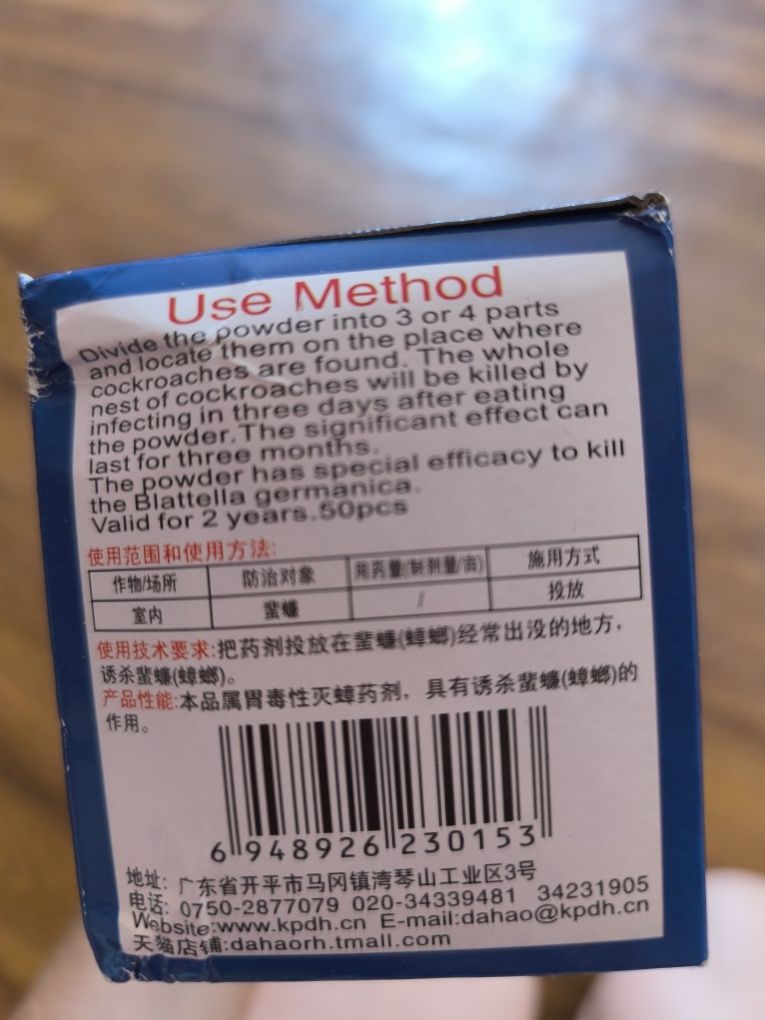 Use Method
Divide the powder into 3 or 4 parts
and locate them on the place where
cockroaches are found. The whole
nest of cockroaches will be killed by
infecting in three days after eating
the powder.The significant effect can
last for three months.
The powder has special efficacy to kill
the Blattella germanica.
Valid for 2 years.50pcs
使用范围和使用方法:
作物/场所 防治对象 用药量(制剂量/亩) 施用方式
室内 蜚蠊 / 投放
使用技术要求:把药剂投放在蜚蠊(蟑螂)经常出没的地方，
诱杀蜚蠊(蟑螂)。
产品性能:本品属胃毒性灭蟑药剂，具有诱杀蜚蠊(蟑螂)的
作用。
6 948926 230153
地址: 广东省开平市马冈镇湾琴山工业区3号
电话: 0750-2877079 020-34339481 34231905
Website:www.kpdh.cn E-mail:dahao@kpdh.cn
天猫店铺:dahaorh.tmall.com